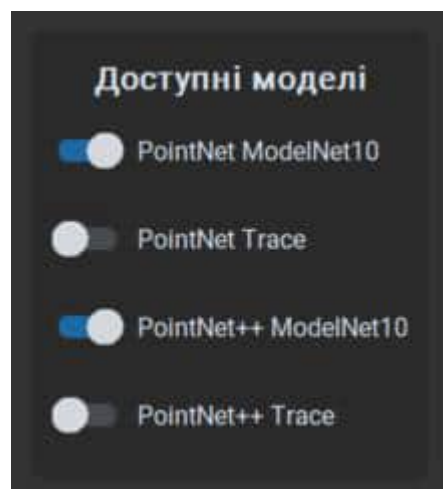 Доступні моделі
PointNet ModelNet10
PointNet Trace
PointNet++ ModelNet10
PointNet++ Trace